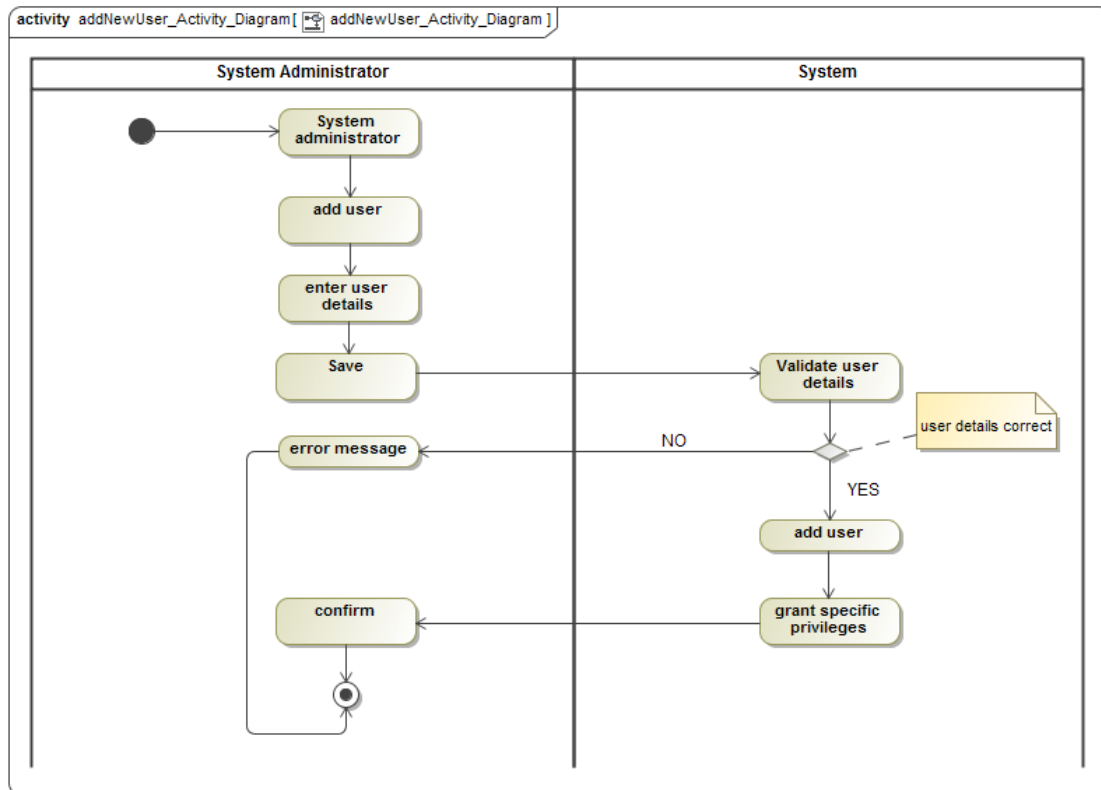 activity addNewUser_Activity_Diagram [ addNewUser_Activity_Diagram ]
System Administrator
System
System
administrator
add user
enter user
details
Save
Validate user
details
user details correct
NO
error message
YES
add user
confirm
grant specific
privileges